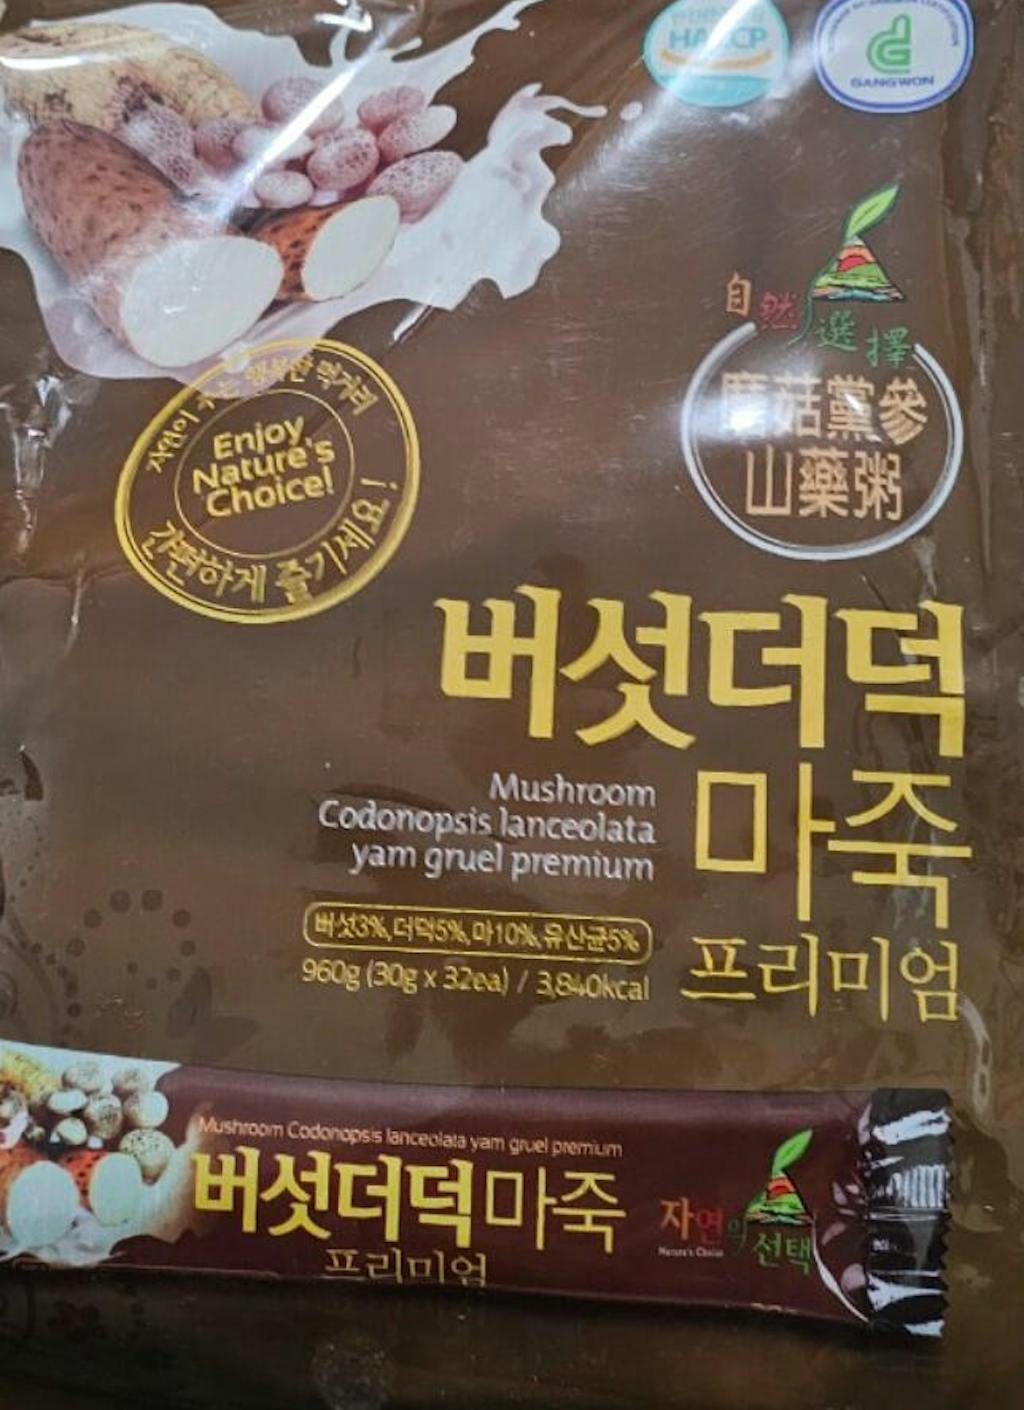 HACCP
GANGWON
自然選擇
蘑菇黨參
山藥粥
자연이 주는 행복한 먹거리
Enjoy
Nature's
Choice!
간편하게 즐기세요!
버섯더덕
마죽
프리미엄
Mushroom
Codonopsis lanceolata
yam gruel premium
버섯3%,더덕5%,마10%,유산균5%
960g (30g x 32ea) / 3,840kcal
Mushroom Codonopsis lanceolata yam gruel premium
버섯더덕마죽
프리미엄
자연의
Nature's Choice
선택